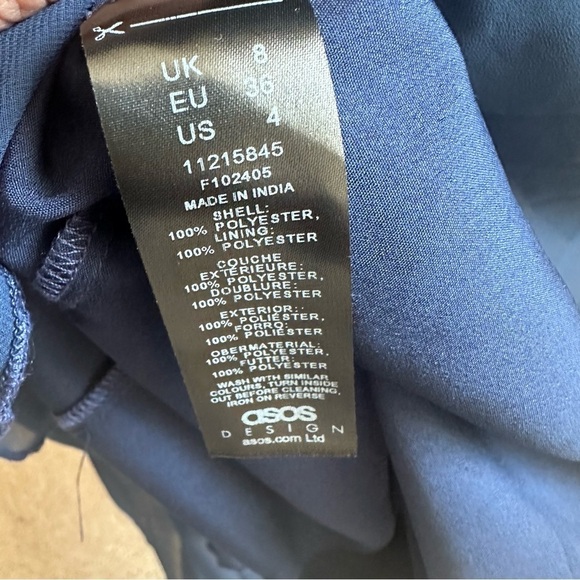 UK 8
EU 36
US 4
11215845
F102405
MADE IN INDIA
SHELL:
100% POLYESTER,
LINING:
100% POLYESTER
COUCHE
EXTÉRIEURE:
100% POLYESTER,
DOUBLURE:
100% POLYESTER
EXTERIOR:
100% POLIÉSTER,
FORRO:
100% POLIÉSTER
OBERMATERIAL:
100% POLYESTER,
FUTTER:
100% POLYESTER
WASH WITH SIMILAR
COLOURS, TURN INSIDE
OUT BEFORE CLEANING,
IRON ON REVERSE
asos
DESIGN
asos.com Ltd